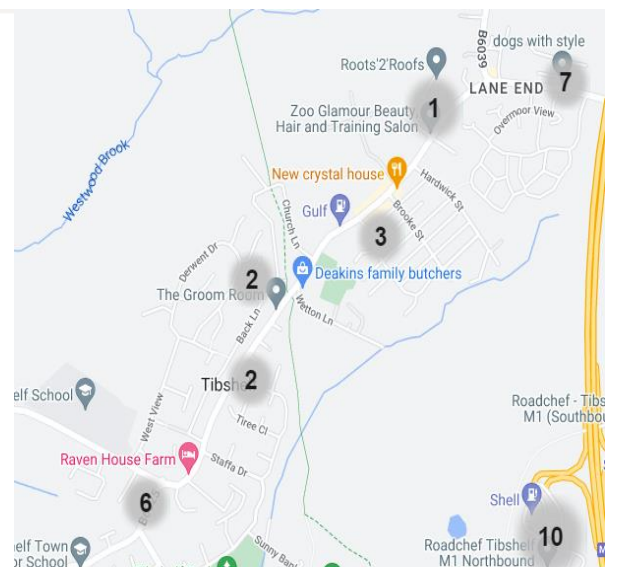 dogs with style
B6039
Roots'2'Roofs
7
LANE END
1
Zoo Glamour Beauty,
Hair and Training Salon
Overmoor View
Westwood Brook
New crystal house
Hardwick St
Gulf
Church Ln
Brooke St
3
Derwent Dr
2
Deakins family butchers
The Groom Room
Wetton Ln
Back Ln
Tibsh
2
elf School
Roadchef - Tibs
M1 (Southbou
West View
Tiree Cl
Raven House Farm
Staffa Dr
6
Shell
10
elf Town
or School
Sunny Bank
Roadchef Tibshelf
M1 Northbound
M